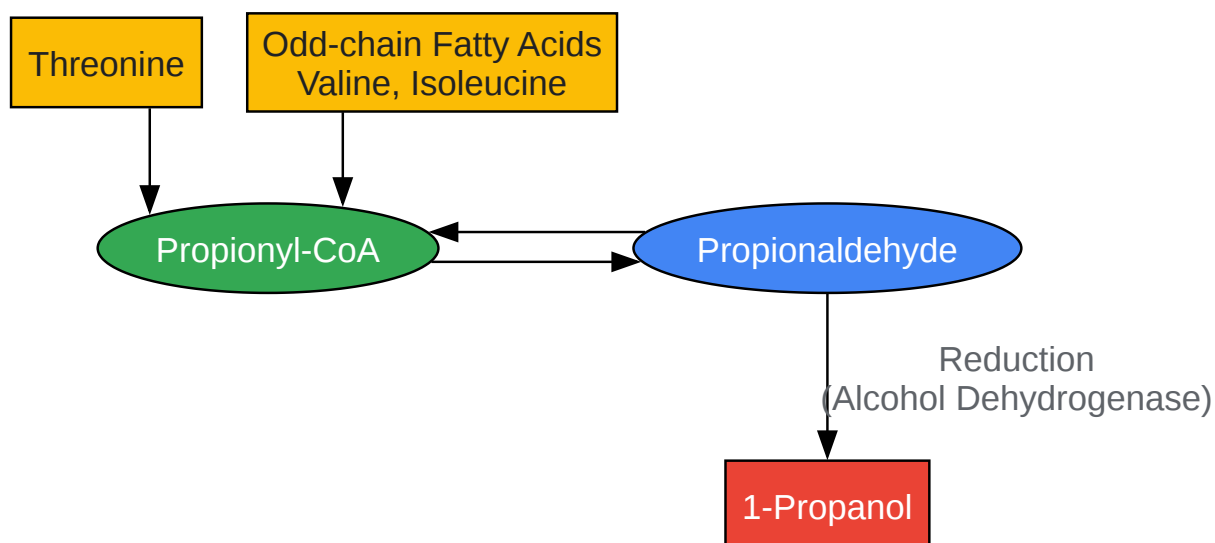 Threonine
Odd-chain Fatty Acids
Valine, Isoleucine
Propionyl-CoA
Propionaldehyde
Reduction
(Alcohol Dehydrogenase)
1-Propanol